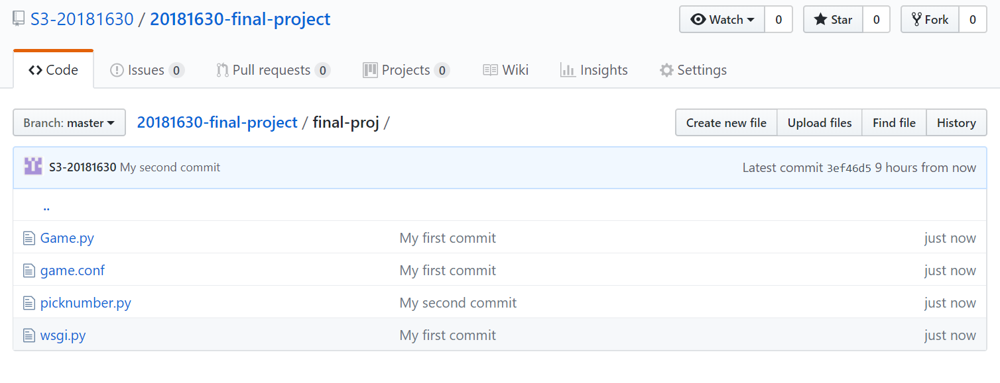 S3-20181630 / 20181630-final-project Watch 0 Star 0 Fork 0
Code Issues 0 Pull requests 0 Projects 0 Wiki Insights Settings
Branch: master 20181630-final-project / final-proj / Create new file Upload files Find file History
S3-20181630 My second commit Latest commit 3ef46d5 9 hours from now
..
Game.py My first commit just now
game.conf My first commit just now
picknumber.py My second commit just now
wsgi.py My first commit just now